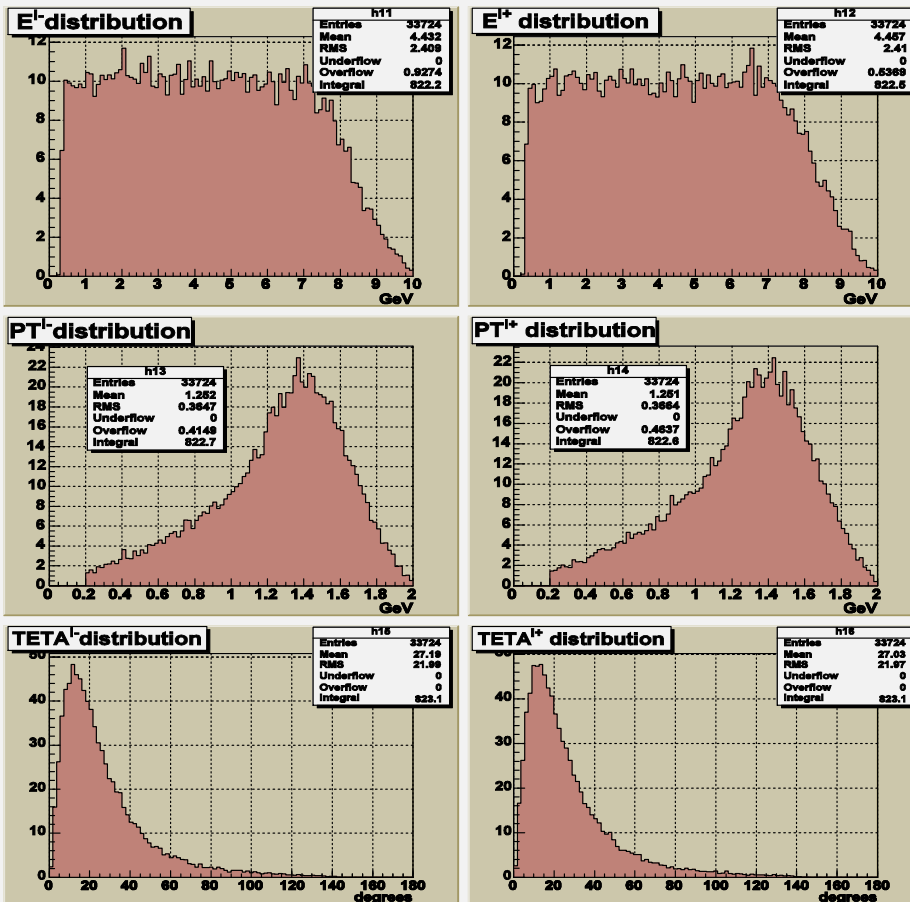 E^l- distribution
h11
Entries 33724
Mean 4.432
RMS 2.409
Underflow 0
Overflow 0.9274
Integral 822.2
12
10
8
6
4
2
0
0 1 2 3 4 5 6 7 8 9 10
GeV
E^l+ distribution
h12
Entries 33724
Mean 4.457
RMS 2.41
Underflow 0
Overflow 0.5369
Integral 822.5
12
10
8
6
4
2
0
0 1 2 3 4 5 6 7 8 9 10
GeV
PT^l- distribution
h13
Entries 33724
Mean 1.252
RMS 0.3647
Underflow 0
Overflow 0.4149
Integral 822.7
24
22
20
18
16
14
12
10
8
6
4
2
0
0 0.2 0.4 0.6 0.8 1 1.2 1.4 1.6 1.8 2
GeV
PT^l+ distribution
h14
Entries 33724
Mean 1.251
RMS 0.3664
Underflow 0
Overflow 0.4637
Integral 822.6
22
20
18
16
14
12
10
8
6
4
2
0
0 0.2 0.4 0.6 0.8 1 1.2 1.4 1.6 1.8 2
GeV
TETA^l- distribution
h15
Entries 33724
Mean 27.19
RMS 21.99
Underflow 0
Overflow 0
Integral 823.1
50
40
30
20
10
0
0 20 40 60 80 100 120 140 160 180
degrees
TETA^l+ distribution
h16
Entries 33724
Mean 27.03
RMS 21.97
Underflow 0
Overflow 0
Integral 823.1
50
40
30
20
10
0
0 20 40 60 80 100 120 140 160 180
degrees